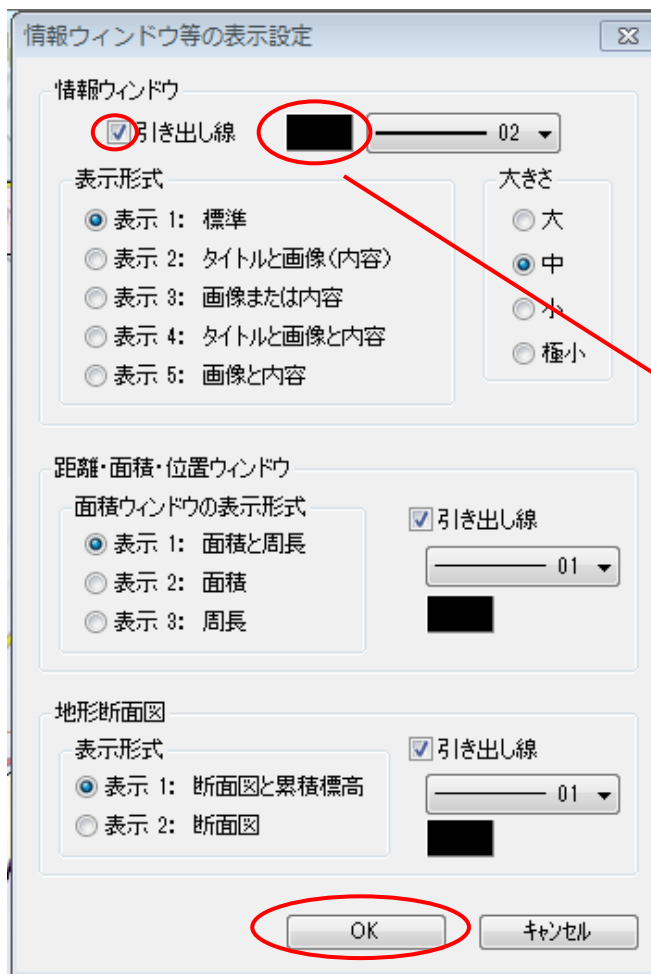 情報ウィンドウ等の表示設定
情報ウィンドウ
引き出し線 02
表示形式
表示 1: 標準
表示 2: タイトルと画像(内容)
表示 3: 画像または内容
表示 4: タイトルと画像と内容
表示 5: 画像と内容
大きさ
大
中
小
極小
距離・面積・位置ウィンドウ
面積ウィンドウの表示形式
表示 1: 面積と周長
表示 2: 面積
表示 3: 周長
引き出し線
01
地形断面図
表示形式
表示 1: 断面図と累積標高
表示 2: 断面図
引き出し線
01
OK キャンセル